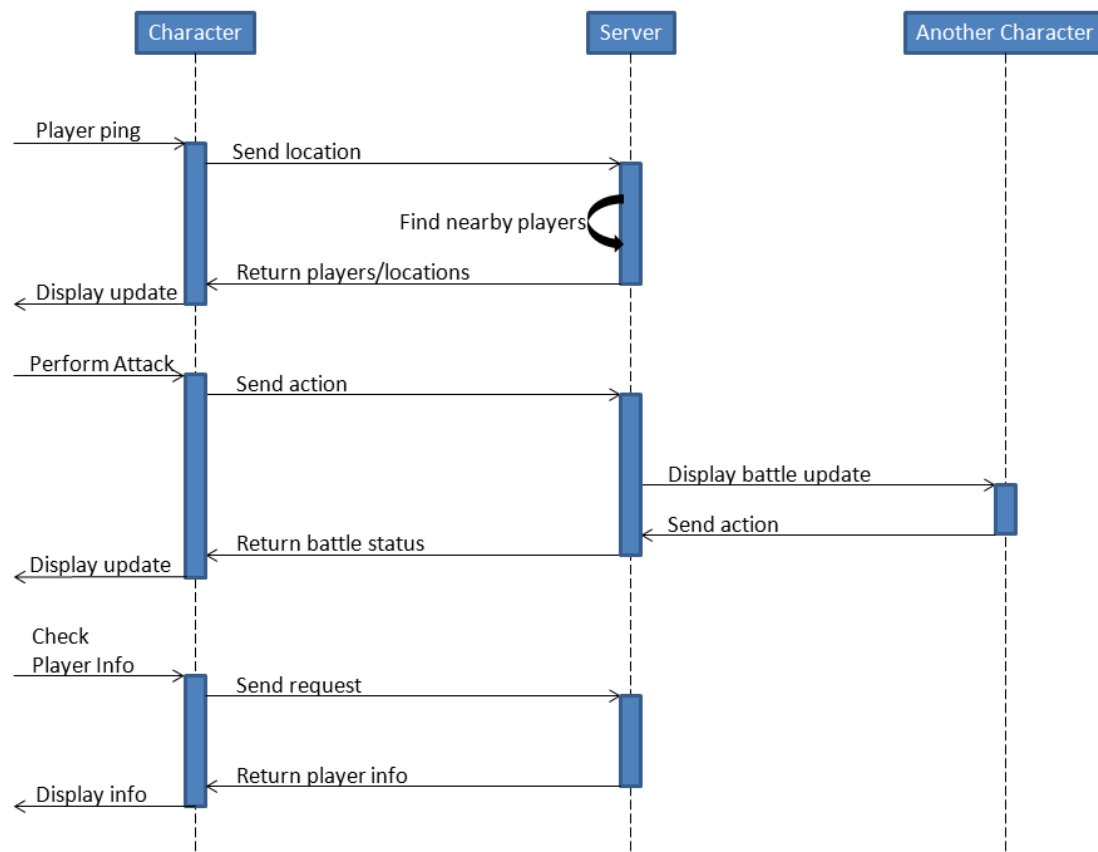 Character
Server
Another Character
Player ping
Send location
Find nearby players
Return players/locations
Display update
Perform Attack
Send action
Display battle update
Send action
Return battle status
Display update
Check
Player Info
Send request
Return player info
Display info